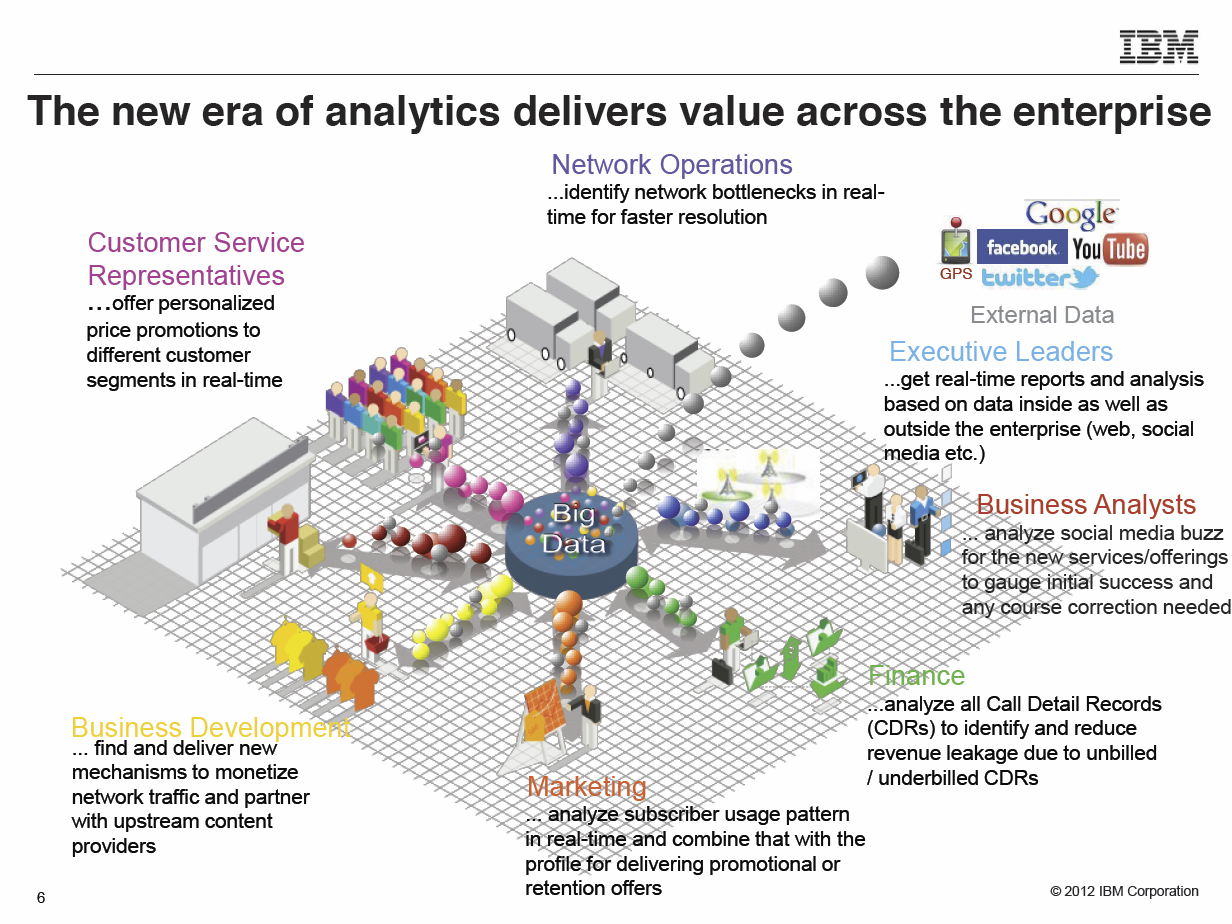 IBM
The new era of analytics delivers value across the enterprise
Network Operations
...identify network bottlenecks in real-
time for faster resolution
Customer Service
Representatives
...offer personalized
price promotions to
different customer
segments in real-time
Google
facebook
YouTube
GPS
twitter
External Data
Executive Leaders
...get real-time reports and analysis
based on data inside as well as
outside the enterprise (web, social
media etc.)
Business Analysts
... analyze social media buzz
for the new services/offerings
to gauge initial success and
any course correction needed
Big
Data
Finance
...analyze all Call Detail Records
(CDRs) to identify and reduce
revenue leakage due to unbilled
/ underbilled CDRs
Business Development
... find and deliver new
mechanisms to monetize
network traffic and partner
with upstream content
providers
Marketing
... analyze subscriber usage pattern
in real-time and combine that with the
profile for delivering promotional or
retention offers
6
© 2012 IBM Corporation